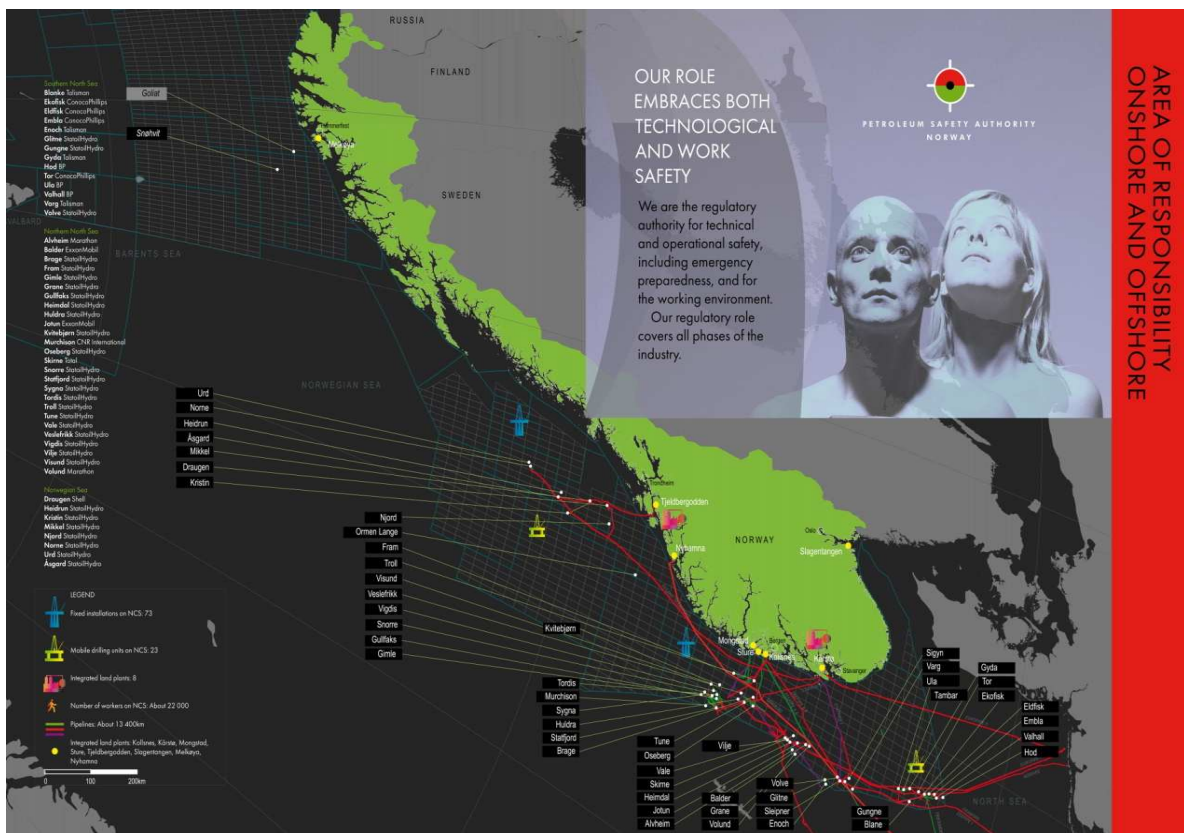 AREA OF RESPONSIBILITY
ONSHORE AND OFFSHORE
OUR ROLE
EMBRACES BOTH
TECHNOLOGICAL
AND WORK
SAFETY
We are the regulatory
authority for technical
and operational safety,
including emergency
preparedness, and for
the working environment.
Our regulatory role
covers all phases of the
industry.
PETROLEUM SAFETY AUTHORITY
NORWAY
RUSSIA
FINLAND
SWEDEN
NORWAY
BARENTS SEA
NORWEGIAN SEA
NORTH SEA
Southern North Sea
Blanke Talisman
Ekofisk ConocoPhillips
Eldfisk ConocoPhillips
Embla ConocoPhillips
Enoch Talisman
Glitne StatoilHydro
Gungne StatoilHydro
Gyda Talisman
Hod BP
Tor ConocoPhillips
Ula BP
Valhall BP
Varg Talisman
Volve StatoilHydro
Northern North Sea
Alvheim Marathon
Balder ExxonMobil
Brage StatoilHydro
Fram StatoilHydro
Gimle StatoilHydro
Grane StatoilHydro
Gullfaks StatoilHydro
Heimdal StatoilHydro
Huldra StatoilHydro
Jotun ExxonMobil
Kvitebjørn StatoilHydro
Murchison CNR International
Oseberg StatoilHydro
Skirne Total
Snorre StatoilHydro
Statfjord StatoilHydro
Sygna StatoilHydro
Tordis StatoilHydro
Troll StatoilHydro
Tune StatoilHydro
Vale StatoilHydro
Veslefrikk StatoilHydro
Vigdis StatoilHydro
Vilje StatoilHydro
Visund StatoilHydro
Volund Marathon
Norwegian Sea
Draugen Shell
Heidrun StatoilHydro
Kristin StatoilHydro
Mikkel StatoilHydro
Njord StatoilHydro
Norne StatoilHydro
Urd StatoilHydro
Åsgard StatoilHydro
LEGEND
Fixed installations on NCS: 73
Mobile drilling units on NCS: 23
Integrated land plants: 8
Number of workers on NCS: About 22 000
Pipelines: About 13 400km
Integrated land plants: Kollsnes, Kårstø, Mongstad,
Sture, Tjeldbergodden, Slagentangen, Melkøya,
Nyhamna
0 100 200km
Goliat
Snøhvit
Hammerfest
Melkøya
Urd
Norne
Heidrun
Åsgard
Mikkel
Draugen
Kristin
Njord
Ormen Lange
Fram
Troll
Visund
Veslefrikk
Vigdis
Snorre
Gullfaks
Gimle
Kvitebjørn
Tordis
Murchison
Sygna
Huldra
Statfjord
Brage
Tune
Oseberg
Vale
Skirne
Heimdal
Jotun
Alvheim
Vilje
Balder
Grane
Volund
Volve
Glitne
Sleipner
Enoch
Gungne
Blane
Sigyn
Varg
Ula
Tambar
Gyda
Tor
Ekofisk
Eldfisk
Embla
Valhall
Hod
Trondheim
Tjeldbergodden
Nyhamna
Oslo
Slagentangen
Mongstad
Bergen
Sture
Kollsnes
Kårstø
Stavanger